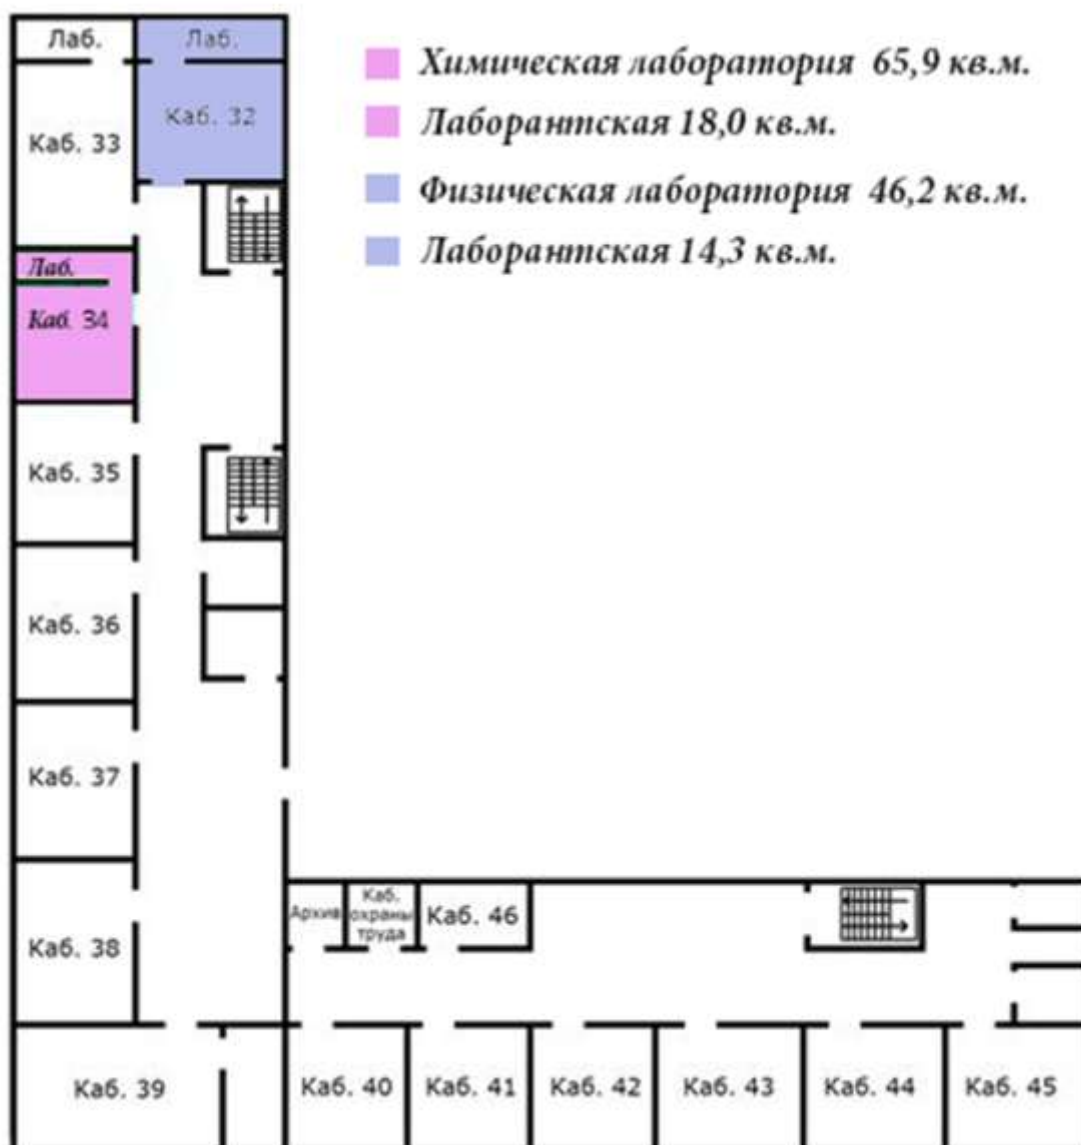 Лаб.
Лаб.
Химическая лаборатория 65,9 кв.м.
Каб. 32
Лаборантская 18,0 кв.м.
Каб. 33
Физическая лаборатория 46,2 кв.м.
Лаборантская 14,3 кв.м.
Лаб.
Каб. 34
Каб. 35
Каб. 36
Каб. 37
Каб. 38
Архив
Каб.
охраны
труда
Каб. 46
Каб. 39
Каб. 40
Каб. 41
Каб. 42
Каб. 43
Каб. 44
Каб. 45